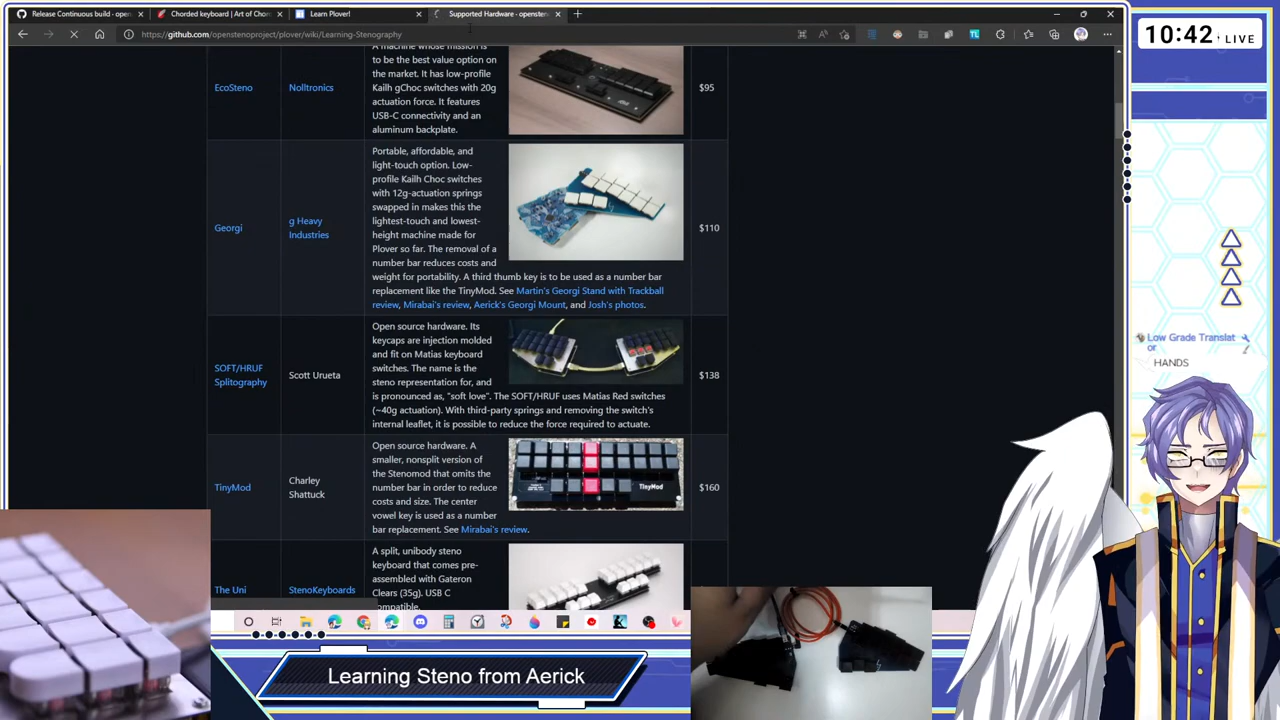 Release Continuous build - open
Chorded keyboard | Art of Chor
Learn Plover!
Supported Hardware - openstene
https://github.com/openstenoproject/plover/wiki/Learning-Stenography
10:42 LIVE
EcoSteno
Nolltronics
A machine whose mission is
to be the best value option on
the market. It has low-profile
Kailh gChoc switches with 20g
actuation force. It features
USB-C connectivity and an
aluminum backplate.
$95
Georgi
g Heavy
Industries
Portable, affordable, and
light-touch option. Low-
profile Kailh Choc switches
with 12g-actuation springs
swapped in makes this the
lightest-touch and lowest-
height machine made for
Plover so far. The removal of a
number bar reduces costs and
weight for portability. A third thumb key is to be used as a number bar
replacement like the TinyMod. See Martin's Georgi Stand with Trackball
review, Mirabai's review, Aerick's Georgi Mount, and Josh's photos.
$110
SOFT/HRUF
Splitography
Scott Urueta
Open source hardware. Its
keycaps are injection molded
and fit on Matias keyboard
switches. The name is the
steno representation for, and
is pronounced as, "soft love". The SOFT/HRUF uses Matias Red switches
(~40g actuation). With third-party springs and removing the switch's
internal leaflet, it is possible to reduce the force required to actuate.
$138
TinyMod
Charley
Shattuck
Open source hardware. A
smaller, nonsplit version of
the Stenomod that omits the
number bar in order to reduce
costs and size. The center
vowel key is used as a number
bar replacement. See Mirabai's review.
TinyMod
$160
The Uni
StenoKeyboards
A split, unibody steno
keyboard that comes pre-
assembled with Gateron
Clears (35g). USB C
compatible.
Low Grade Translat
or
HANDS
Learning Steno from Aerick